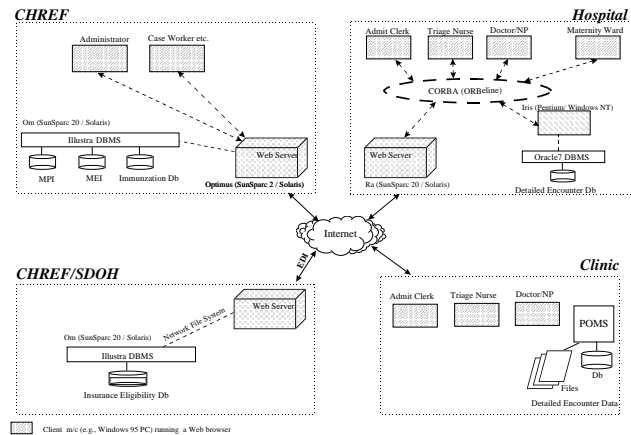 CHREF
Administrator
Case Worker etc.
Om (SunSparc 20 / Solaris)
Illustra DBMS
MPI
MEI
Immunzation Db
Web Server
Optimus (SunSparc 2 / Solaris)
Hospital
Admit Clerk
Triage Nurse
Doctor/NP
Maternity Ward
CORBA (ORBeline)
Iris (Pentium/ Windows NT)
Web Server
Ra (SunSparc 20 / Solaris)
Oracle7 DBMS
Detailed Encounter Db
Internet
EDI
CHREF/SDOH
Web Server
Om (SunSparc 20 / Solaris)
Network File System
Illustra DBMS
Insurance Eligibility Db
Clinic
Admit Clerk
Triage Nurse
Doctor/NP
POMS
Db
Files
Detailed Encounter Data
Client m/c (e.g., Windows 95 PC) running a Web browser